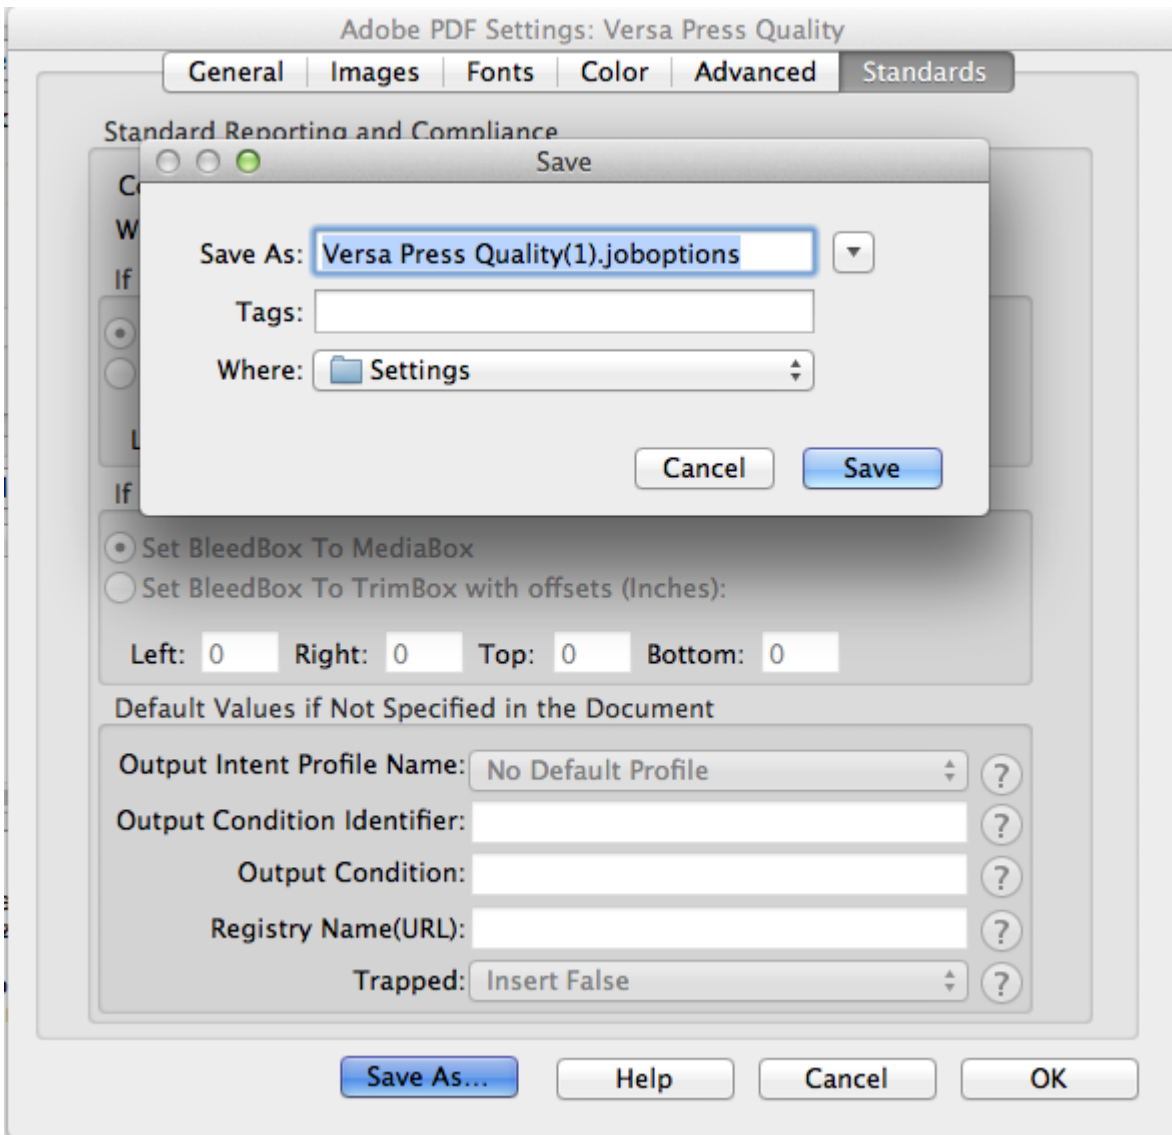 Adobe PDF Settings: Versa Press Quality
General Images Fonts Color Advanced Standards
Standard Reporting and Compliance
Save
Save As: Versa Press Quality(1).joboptions
Tags:
Where: Settings
Cancel Save
If
If
Set BleedBox To MediaBox
Set BleedBox To TrimBox with offsets (Inches):
Left: 0 Right: 0 Top: 0 Bottom: 0
Default Values if Not Specified in the Document
Output Intent Profile Name: No Default Profile ?
Output Condition Identifier: ?
Output Condition: ?
Registry Name(URL): ?
Trapped: Insert False ?
Save As... Help Cancel OK